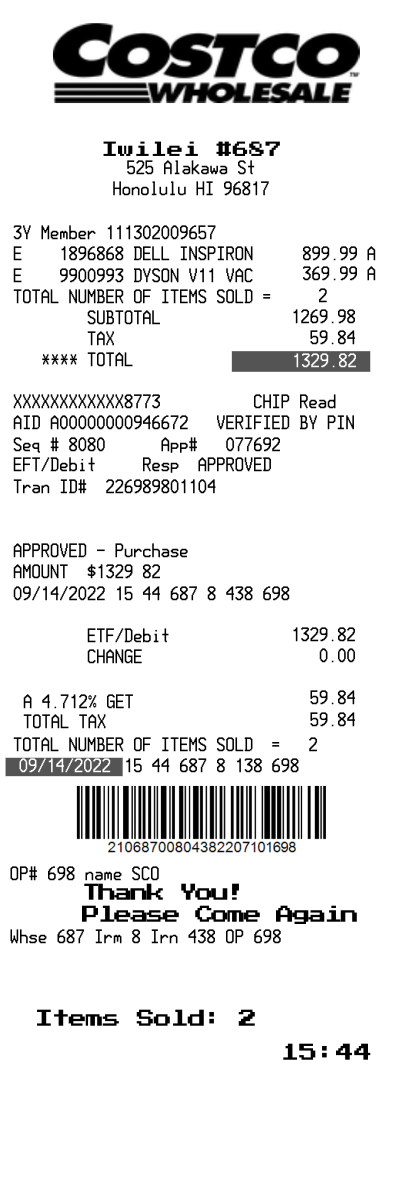 COSTCO
WHOLESALE
Iwilei #687
525 Alakawa St
Honolulu HI 96817
3Y Member 111302009657
E 1896868 DELL INSPIRON 899.99 A
E 9900993 DYSON V11 VAC 369.99 A
TOTAL NUMBER OF ITEMS SOLD = 2
SUBTOTAL 1269.98
TAX 59.84
**** TOTAL 1329.82
XXXXXXXXXXXX8773 CHIP Read
AID A00000000946672 VERIFIED BY PIN
Seq # 8080 App# 077692
EFT/Debit Resp APPROVED
Tran ID# 226989801104
APPROVED - Purchase
AMOUNT $1329 82
09/14/2022 15 44 687 8 438 698
ETF/Debit 1329.82
CHANGE 0.00
A 4.712% GET 59.84
TOTAL TAX 59.84
TOTAL NUMBER OF ITEMS SOLD = 2
09/14/2022 15 44 687 8 138 698
21068700804382207101698
OP# 698 name SCO
Thank You!
Please Come Again
Whse 687 Irm 8 Irn 438 OP 698
Items Sold: 2
15:44